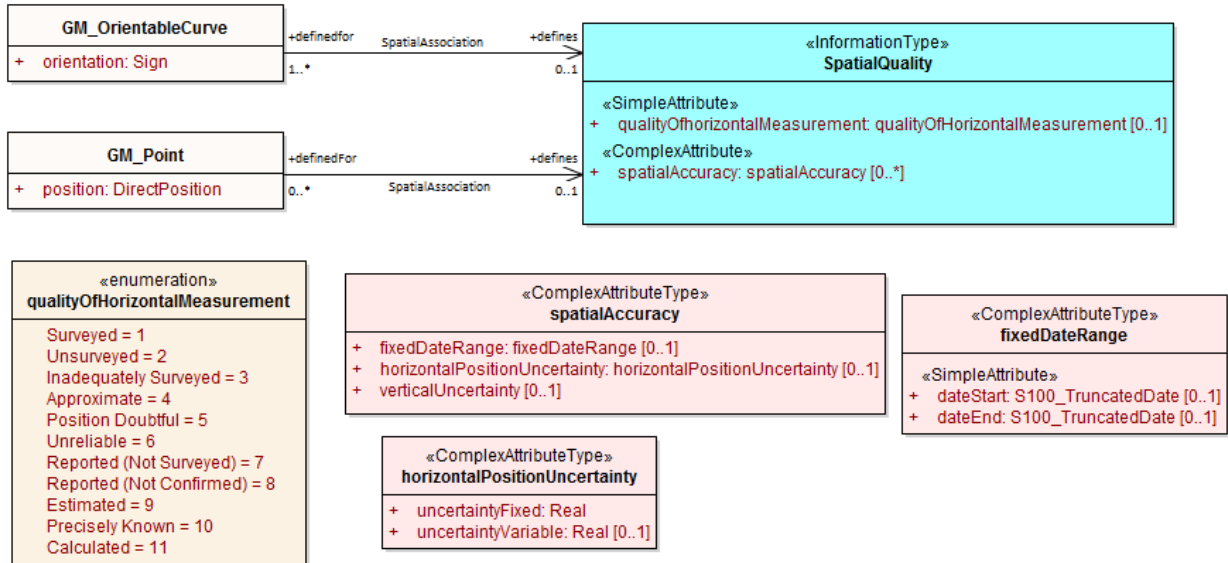 GM_OrientableCurve
+ orientation: Sign
+definedfor
SpatialAssociation
+defines
1..*
0..1
«InformationType»
SpatialQuality
«SimpleAttribute»
+ qualityOfhorizontalMeasurement: qualityOfHorizontalMeasurement [0..1]
«ComplexAttribute»
+ spatialAccuracy: spatialAccuracy [0..*]
GM_Point
+ position: DirectPosition
+definedFor
+defines
0..*
SpatialAssociation
0..1
«enumeration»
qualityOfHorizontalMeasurement
Surveyed = 1
Unsurveyed = 2
Inadequately Surveyed = 3
Approximate = 4
Position Doubtful = 5
Unreliable = 6
Reported (Not Surveyed) = 7
Reported (Not Confirmed) = 8
Estimated = 9
Precisely Known = 10
Calculated = 11
«ComplexAttributeType»
spatialAccuracy
+ fixedDateRange: fixedDateRange [0..1]
+ horizontalPositionUncertainty: horizontalPositionUncertainty [0..1]
+ verticalUncertainty [0..1]
«ComplexAttributeType»
horizontalPositionUncertainty
+ uncertaintyFixed: Real
+ uncertaintyVariable: Real [0..1]
«ComplexAttributeType»
fixedDateRange
«SimpleAttribute»
+ dateStart: S100_TruncatedDate [0..1]
+ dateEnd: S100_TruncatedDate [0..1]